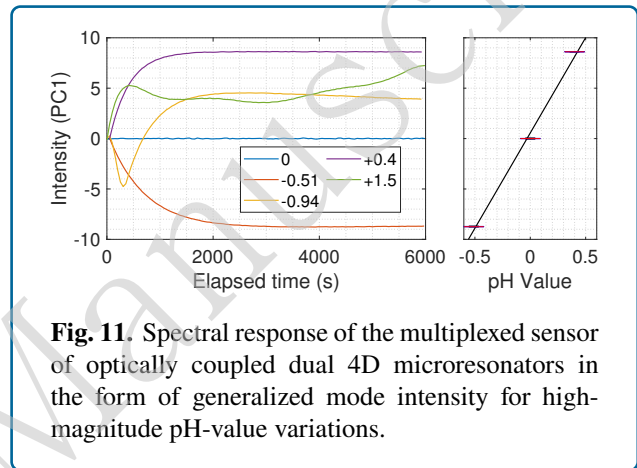 10
5
0
-5
-10
Intensity (PC1)
0
-0.51
-0.94
+0.4
+1.5
0 2000 4000 6000
Elapsed time (s)
-0.5 0 0.5
pH Value
Manuscri
Fig. 11. Spectral response of the multiplexed sensor
of optically coupled dual 4D microresonators in
the form of generalized mode intensity for high-
magnitude pH-value variations.